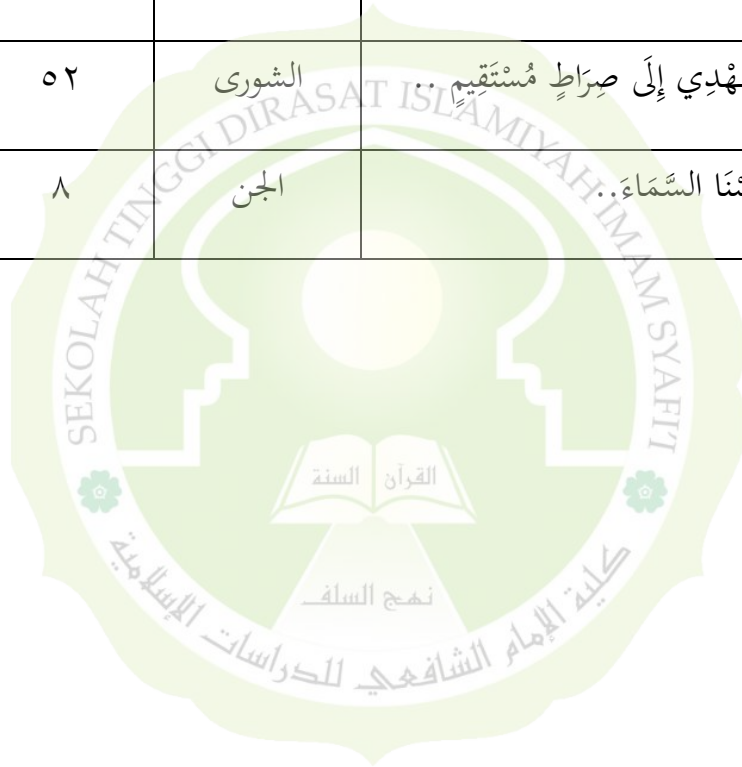 هْدِي إِلَى صِرَاطٍ مُسْتَقِيمٍ .. الشورى ٥٢
السَّمَاءَ.. الجن ٨
SEKOLAH TINGGI DIRASAT ISLAMIYAH IMAM SYAFI'I
القرآن السنة
نهج السلف
كلية الإمام الشافعي للدراسات الإسلامية